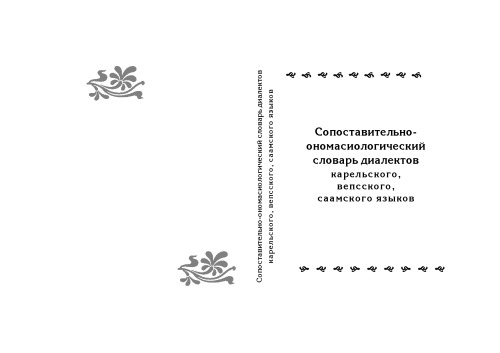 Сопоставительно-ономасиологический словарь диалектов
карельского, вепсского, саамского языков
Сопоставительно-
ономасиологический
словарь диалектов
карельского,
вепсского,
саамского языков